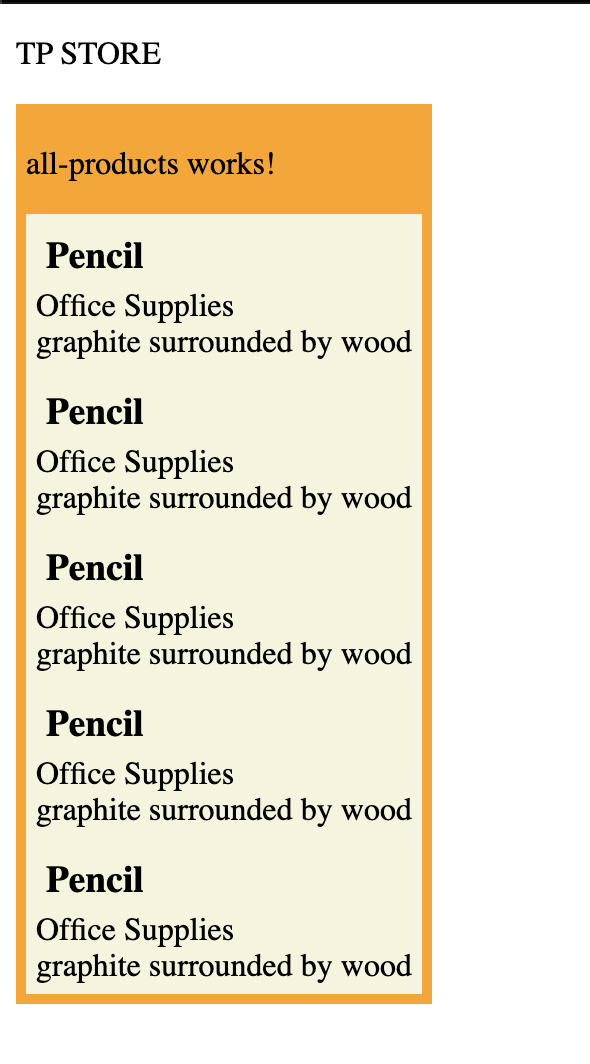 TP STORE
all-products works!
Pencil
Office Supplies
graphite surrounded by wood
Pencil
Office Supplies
graphite surrounded by wood
Pencil
Office Supplies
graphite surrounded by wood
Pencil
Office Supplies
graphite surrounded by wood
Pencil
Office Supplies
graphite surrounded by wood